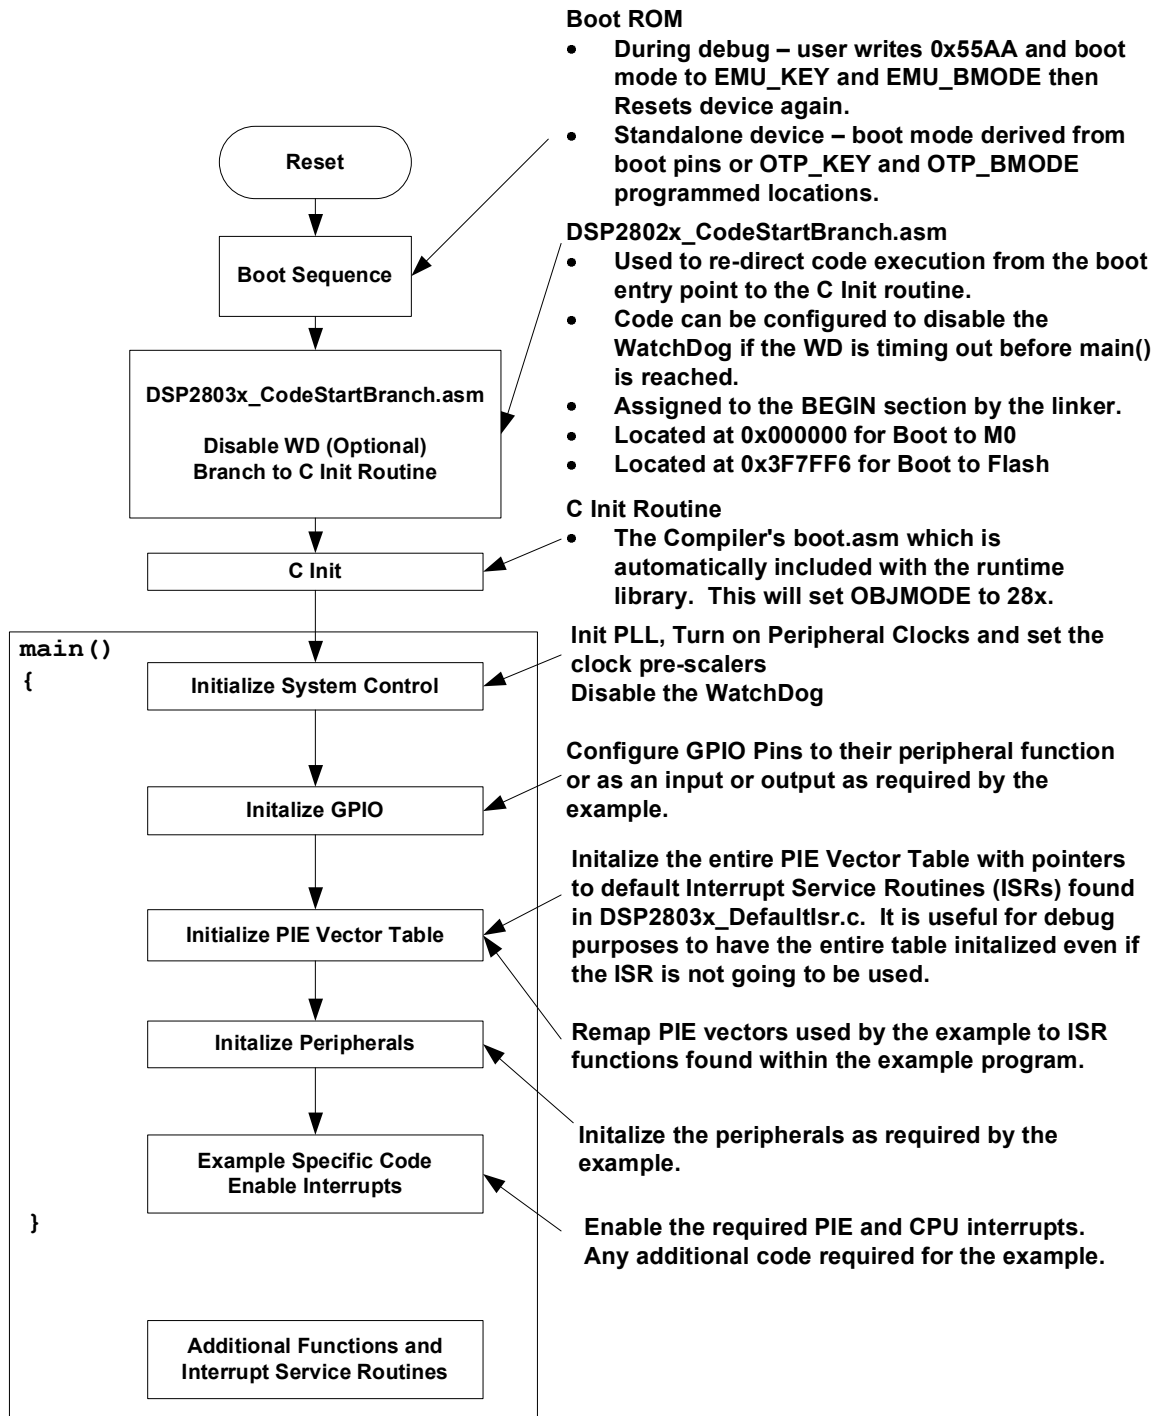 Boot ROM
• During debug – user writes 0x55AA and boot
mode to EMU_KEY and EMU_BMODE then
Resets device again.
• Standalone device – boot mode derived from
boot pins or OTP_KEY and OTP_BMODE
programmed locations.
Reset
Boot Sequence
DSP2802x_CodeStartBranch.asm
• Used to re-direct code execution from the boot
entry point to the C Init routine.
• Code can be configured to disable the
WatchDog if the WD is timing out before main()
is reached.
• Assigned to the BEGIN section by the linker.
• Located at 0x000000 for Boot to M0
• Located at 0x3F7FF6 for Boot to Flash
DSP2803x_CodeStartBranch.asm
Disable WD (Optional)
Branch to C Init Routine
C Init Routine
• The Compiler's boot.asm which is
automatically included with the runtime
library. This will set OBJMODE to 28x.
C Init
main()
{
Initialize System Control
Init PLL, Turn on Peripheral Clocks and set the
clock pre-scalers
Disable the WatchDog
Initalize GPIO
Configure GPIO Pins to their peripheral function
or as an input or output as required by the
example.
Initialize PIE Vector Table
Initalize the entire PIE Vector Table with pointers
to default Interrupt Service Routines (ISRs) found
in DSP2803x_DefaultIsr.c. It is useful for debug
purposes to have the entire table initalized even if
the ISR is not going to be used.
Remap PIE vectors used by the example to ISR
functions found within the example program.
Initalize Peripherals
Initalize the peripherals as required by the
example.
Example Specific Code
Enable Interrupts
Enable the required PIE and CPU interrupts.
Any additional code required for the example.
}
Additional Functions and
Interrupt Service Routines